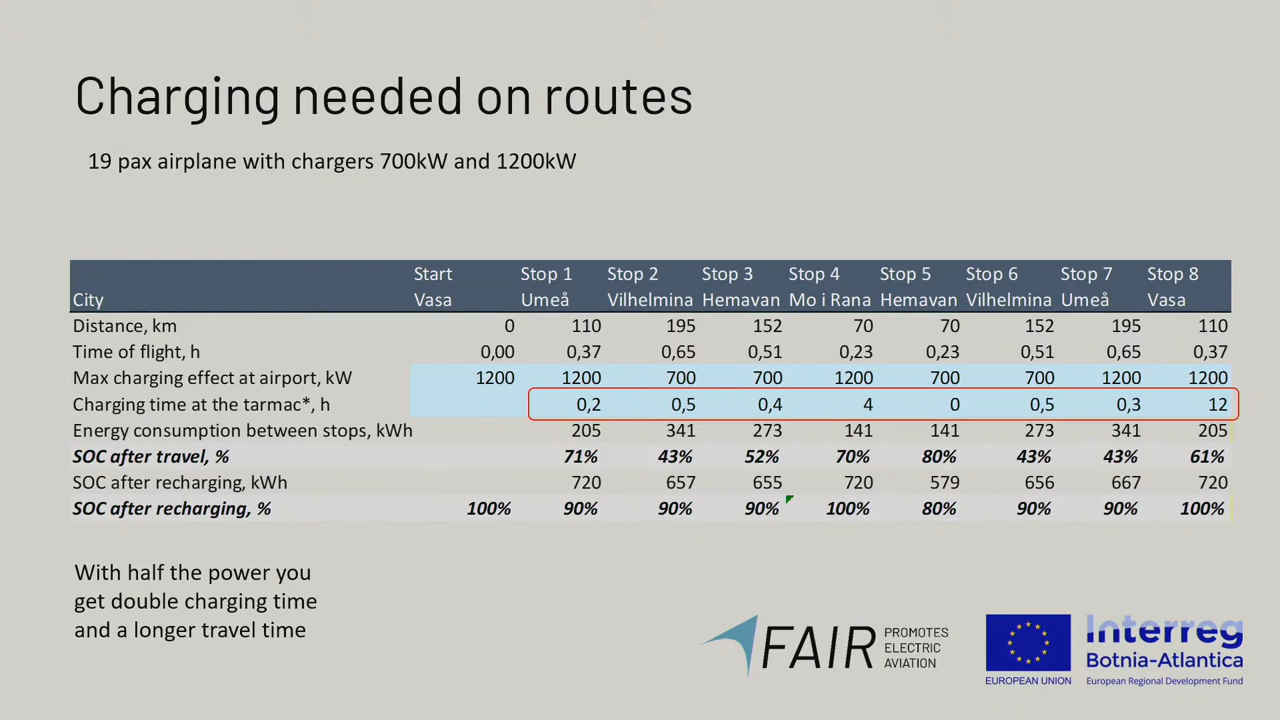 Charging needed on routes
19 pax airplane with chargers 700kW and 1200kW
Start Stop 1 Stop 2 Stop 3 Stop 4 Stop 5 Stop 6 Stop 7 Stop 8
City Vasa Umeå Vilhelmina Hemavan Mo i Rana Hemavan Vilhelmina Umeå Vasa
Distance, km 0 110 195 152 70 70 152 195 110
Time of flight, h 0,00 0,37 0,65 0,51 0,23 0,23 0,51 0,65 0,37
Max charging effect at airport, kW 1200 1200 700 700 1200 700 700 1200 1200
Charging time at the tarmac*, h 0,2 0,5 0,4 4 0 0,5 0,3 12
Energy consumption between stops, kWh 205 341 273 141 141 273 341 205
SOC after travel, % 71% 43% 52% 70% 80% 43% 43% 61%
SOC after recharging, kWh 720 657 655 720 579 656 667 720
SOC after recharging, % 100% 90% 90% 90% 100% 80% 90% 90% 100%
With half the power you
get double charging time
and a longer travel time
FAIR PROMOTES
ELECTRIC
AVIATION
EUROPEAN UNION
Interreg
Botnia-Atlantica
European Regional Development Fund